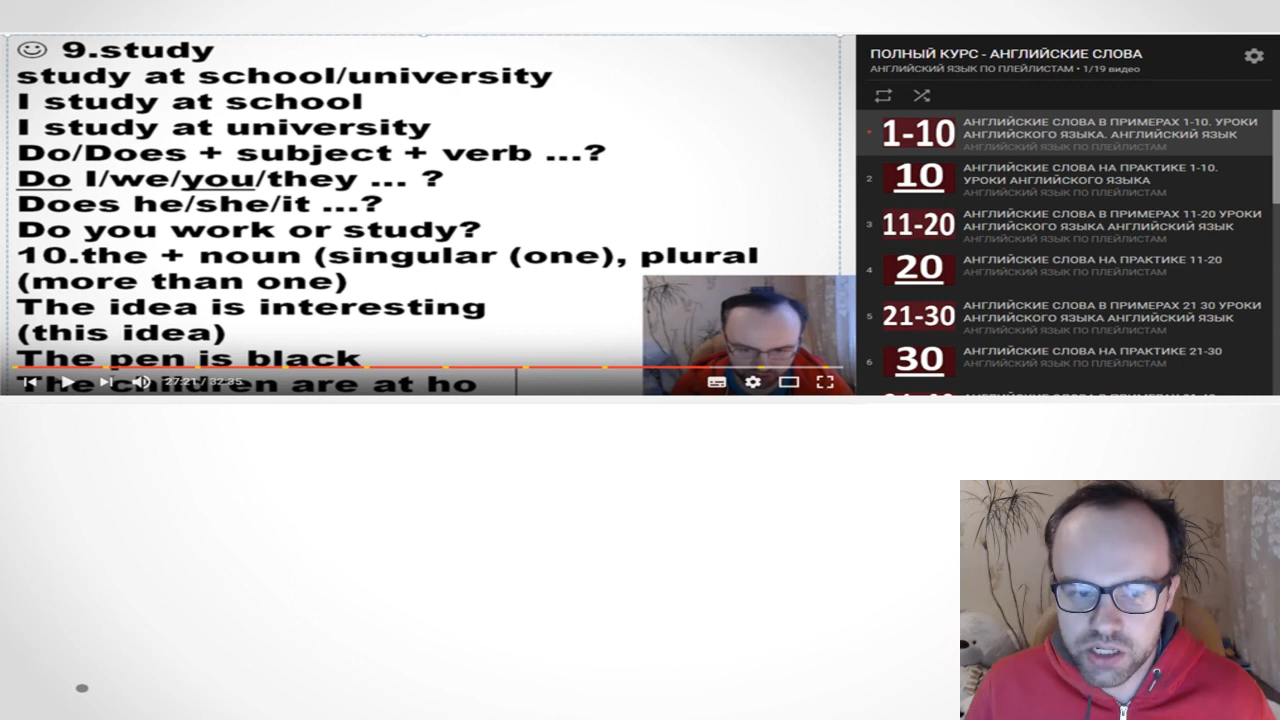 ☺ 9.study
study at school/university
I study at school
I study at university
Do/Does + subject + verb ...?
Do I/we/you/they ... ?
Does he/she/it ...?
Do you work or study?
10.the + noun (singular (one), plural
(more than one)
The idea is interesting
(this idea)
The pen is black
The children are at ho
27:21 / 32:35
ПОЛНЫЙ КУРС - АНГЛИЙСКИЕ СЛОВА
АНГЛИЙСКИЙ ЯЗЫК ПО ПЛЕЙЛИСТАМ • 1/19 видео
1-10
АНГЛИЙСКИЕ СЛОВА В ПРИМЕРАХ 1-10. УРОКИ
АНГЛИЙСКОГО ЯЗЫКА. АНГЛИЙСКИЙ ЯЗЫК
АНГЛИЙСКИЙ ЯЗЫК ПО ПЛЕЙЛИСТАМ
2
10
АНГЛИЙСКИЕ СЛОВА НА ПРАКТИКЕ 1-10.
УРОКИ АНГЛИЙСКОГО ЯЗЫКА
АНГЛИЙСКИЙ ЯЗЫК ПО ПЛЕЙЛИСТАМ
3
11-20
АНГЛИЙСКИЕ СЛОВА В ПРИМЕРАХ 11-20 УРОКИ
АНГЛИЙСКОГО ЯЗЫКА АНГЛИЙСКИЙ ЯЗЫК
АНГЛИЙСКИЙ ЯЗЫК ПО ПЛЕЙЛИСТАМ
4
20
АНГЛИЙСКИЕ СЛОВА НА ПРАКТИКЕ 11-20
АНГЛИЙСКИЙ ЯЗЫК ПО ПЛЕЙЛИСТАМ
5
21-30
АНГЛИЙСКИЕ СЛОВА В ПРИМЕРАХ 21 30 УРОКИ
АНГЛИЙСКОГО ЯЗЫКА АНГЛИЙСКИЙ ЯЗЫК
АНГЛИЙСКИЙ ЯЗЫК ПО ПЛЕЙЛИСТАМ
6
30
АНГЛИЙСКИЕ СЛОВА НА ПРАКТИКЕ 21-30
АНГЛИЙСКИЙ ЯЗЫК ПО ПЛЕЙЛИСТАМ